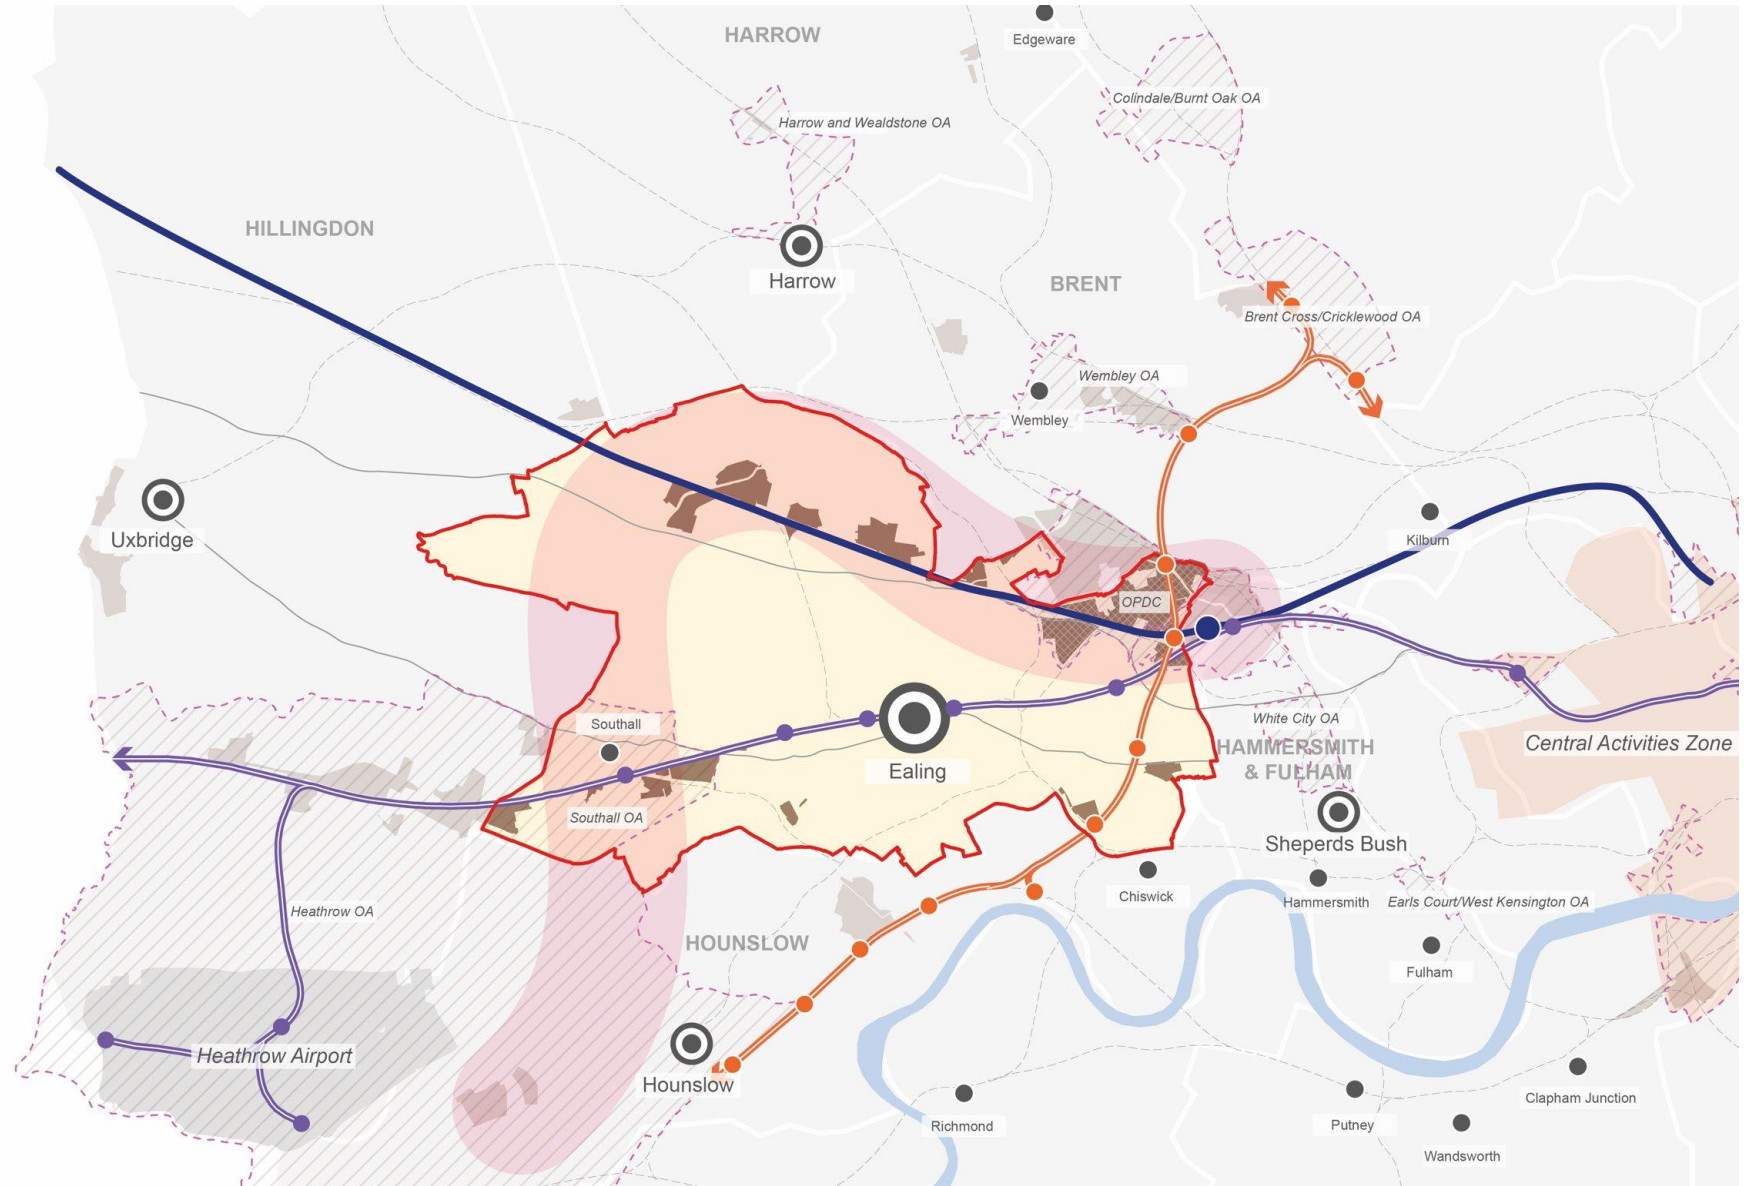 HARROW
Edgeware
Colindale/Burnt Oak OA
Harrow and Wealdstone OA
HILLINGDON
Harrow
BRENT
Brent Cross/Cricklewood OA
Wembley OA
Wembley
Uxbridge
Kilburn
OPDC
Southall
White City OA
HAMMERSMITH
& FULHAM
Central Activities Zone
Ealing
Southall OA
Sheperds Bush
Chiswick
Hammersmith
Earls Court/West Kensington OA
Heathrow OA
HOUNSLOW
Fulham
Heathrow Airport
Hounslow
Richmond
Putney
Clapham Junction
Wandsworth